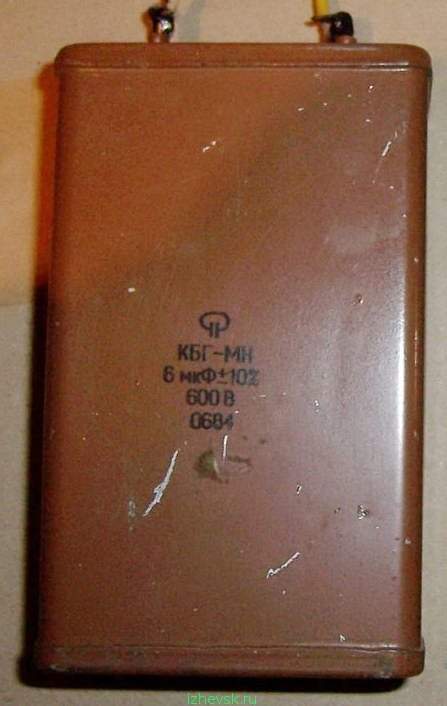 КБГ-МН
6 мкФ±10%
600 В
0684
izhevsk.ru